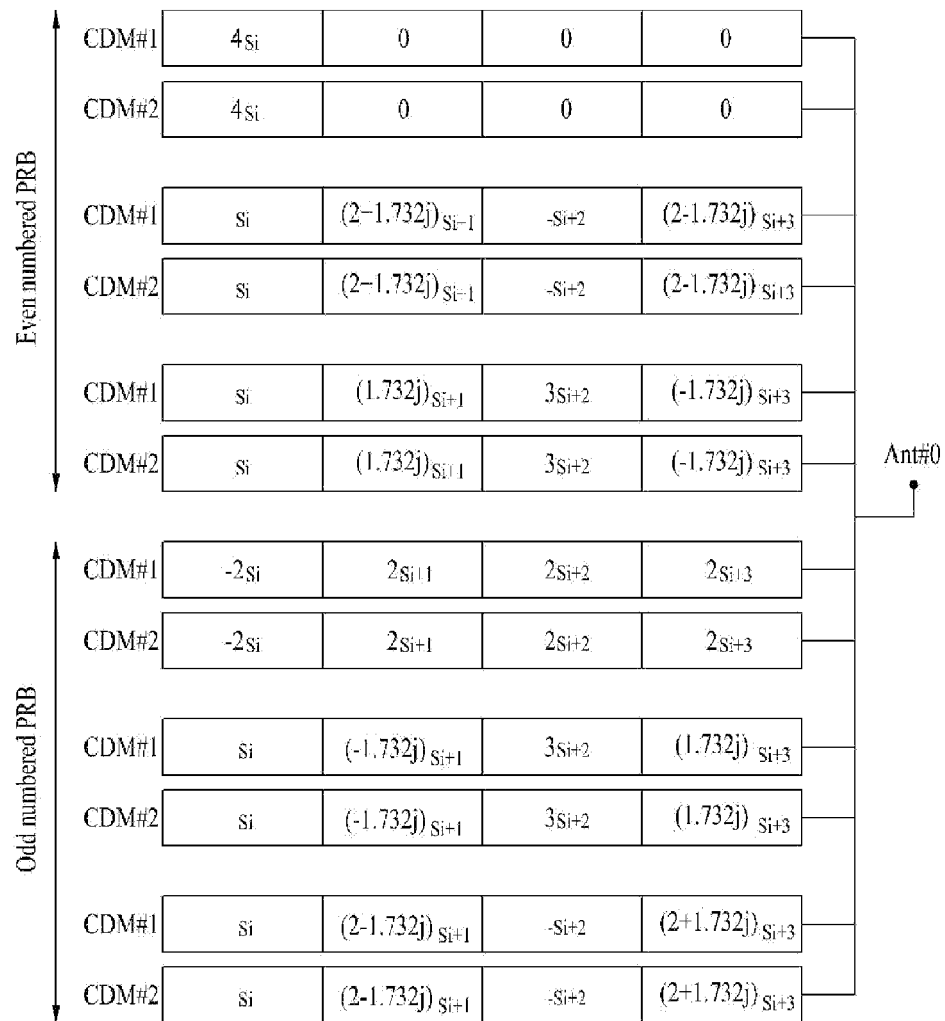 CDM#1 4Si 0 0 0
CDM#2 4Si 0 0 0
CDM#1 Si (2+1.732j)Si+1 -Si+2 (2-1.732j)Si+3
CDM#2 Si (2+1.732j)Si+1 -Si+2 (2-1.732j)Si+3
CDM#1 Si (1.732j)Si+1 3Si+2 (-1.732j)Si+3
CDM#2 Si (1.732j)Si+1 3Si+2 (-1.732j)Si+3
Even numbered PRB
Ant#0
CDM#1 -2Si 2Si+1 2Si+2 2Si+3
CDM#2 -2Si 2Si+1 2Si+2 2Si+3
CDM#1 Si (-1.732j)Si+1 3Si+2 (1.732j)Si+3
CDM#2 Si (-1.732j)Si+1 3Si+2 (1.732j)Si+3
CDM#1 Si (2-1.732j)Si+1 -Si+2 (2+1.732j)Si+3
CDM#2 Si (2-1.732j)Si+1 -Si+2 (2+1.732j)Si+3
Odd numbered PRB